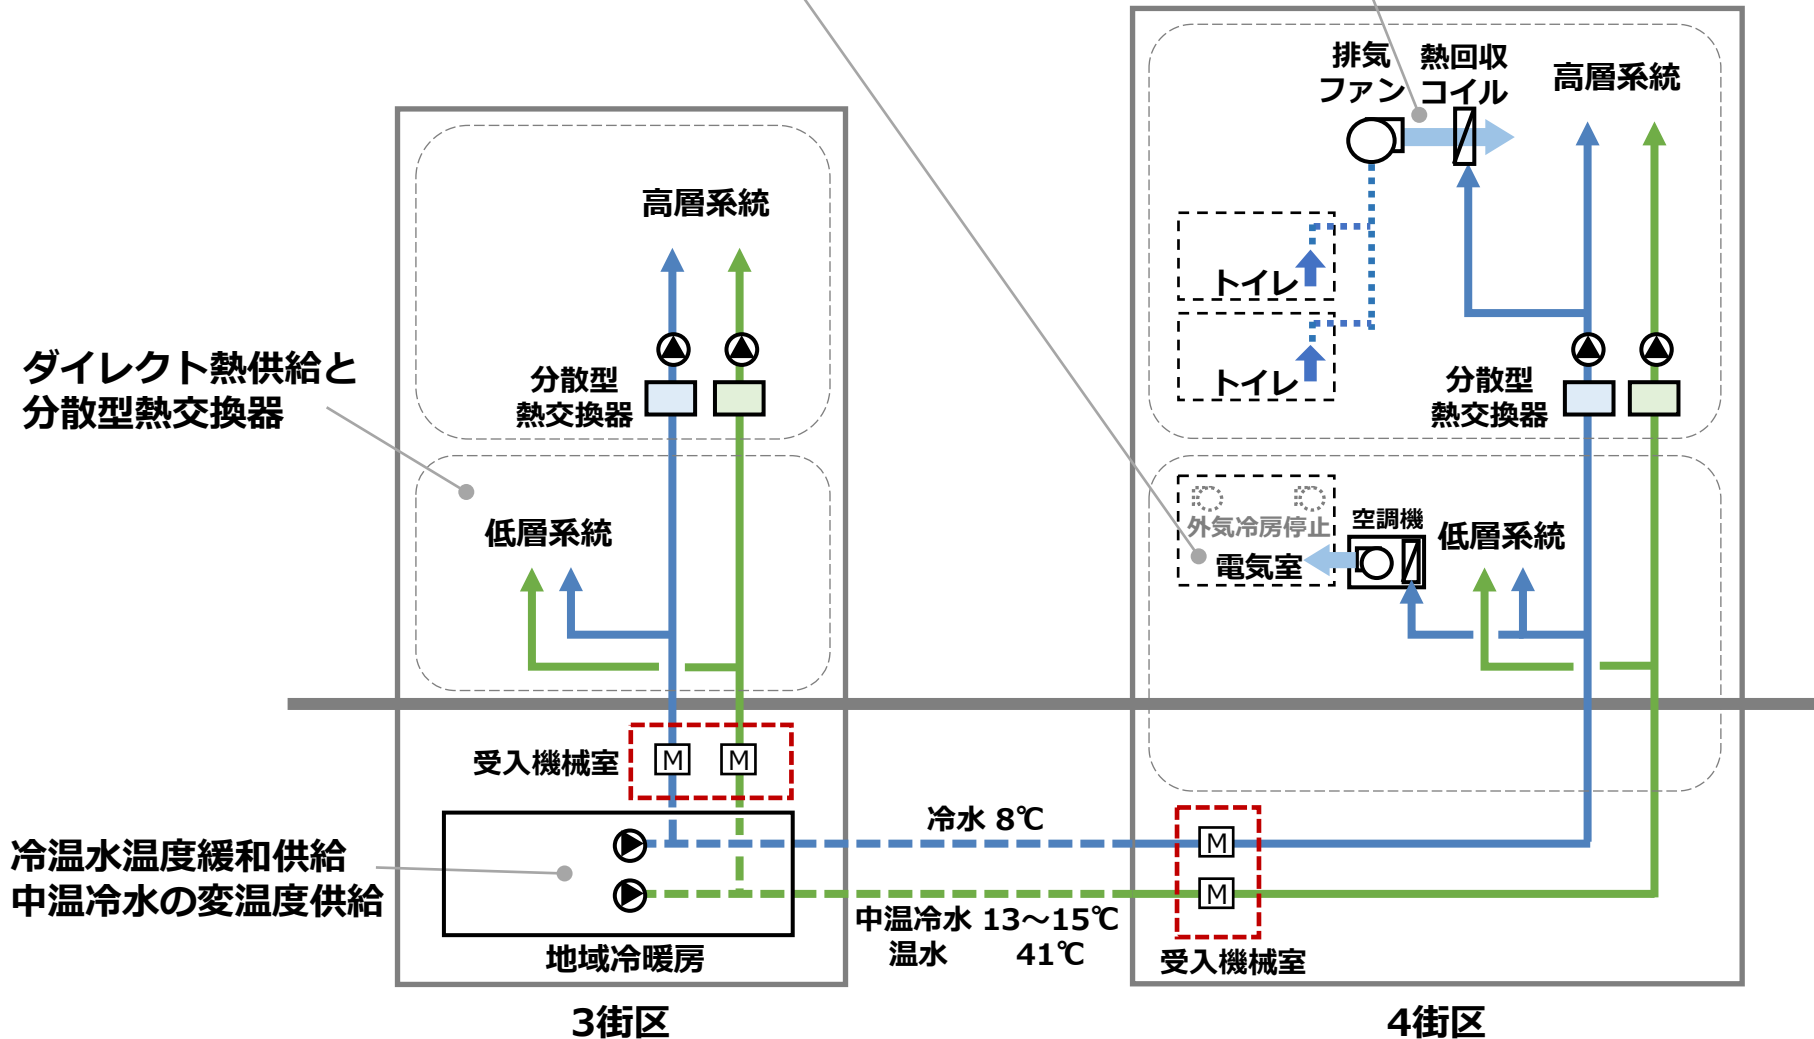 排気
ファン
熱回収
コイル
高層系統
高層系統
トイレ
トイレ
ダイレクト熱供給と
分散型熱交換器
分散型
熱交換器
分散型
熱交換器
低層系統
外気冷房停止
電気室
空調機
低層系統
受入機械室
M
M
冷水 8℃
M
M
冷温水温度緩和供給
中温冷水の変温度供給
中温冷水 13～15℃
温水 41℃
地域冷暖房
受入機械室
3街区
4街区